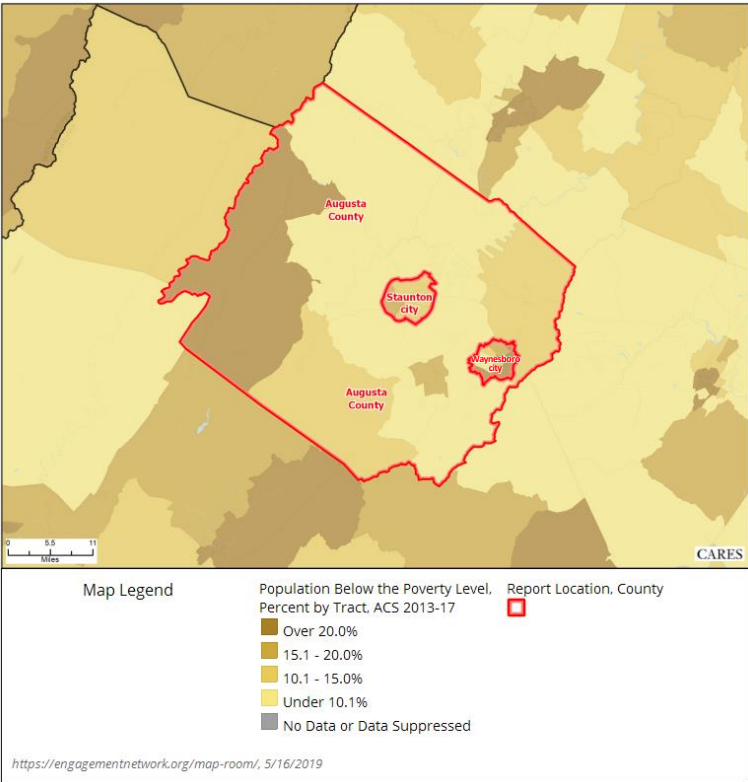 Augusta
County
Staunton
city
Waynesboro
city
Augusta
County
0 5.5 11
Miles
CARES
Map Legend
Population Below the Poverty Level,
Percent by Tract, ACS 2013-17
Over 20.0%
15.1 - 20.0%
10.1 - 15.0%
Under 10.1%
No Data or Data Suppressed
Report Location, County
https://engagementnetwork.org/map-room/, 5/16/2019